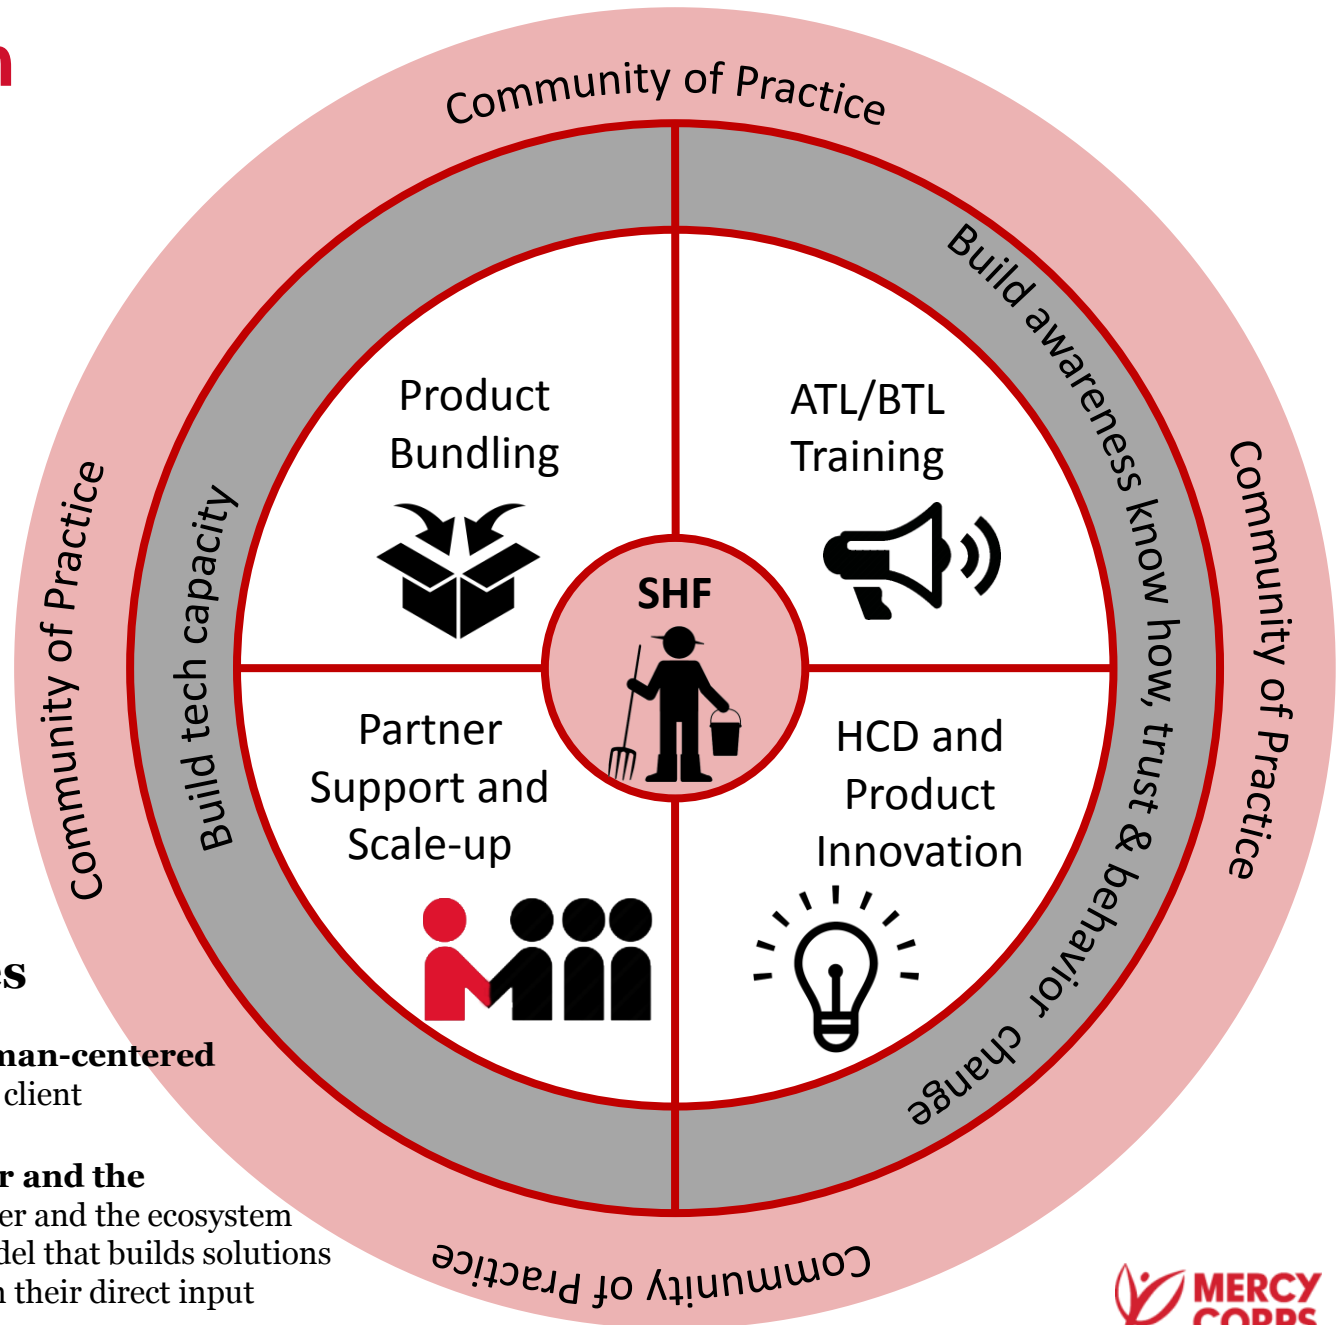 n
Community of Practice
Build awareness know how, trust & behavior change
Product
Bundling
ATL/BTL
Training
Community of Practice
Community of Practice
Build tech capacity
SHF
Partner
Support and
Scale-up
HCD and
Product
Innovation
es
man-centered
client
r and the
er and the ecosystem
del that builds solutions
h their direct input
Community of Practice
MERCY
CORPS